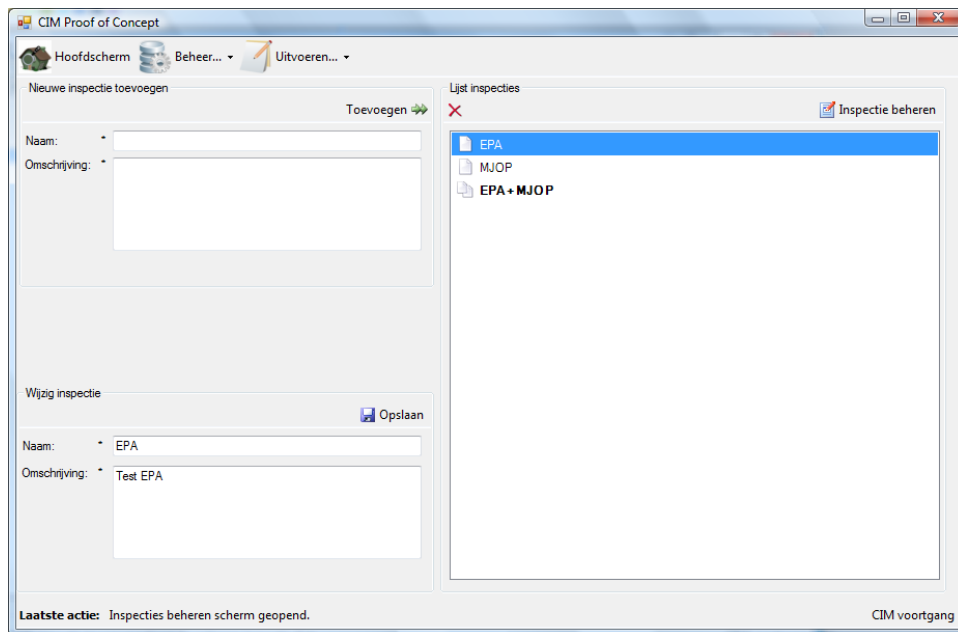 CIM Proof of Concept
Hoofdscherm Beheer... Uitvoeren...
Nieuwe inspectie toevoegen
Toevoegen
Naam: *
Omschrijving: *
Wijzig inspectie
Opslaan
Naam: * EPA
Omschrijving: * Test EPA
Lijst inspecties
Inspectie beheren
EPA
MJOP
EPA+MJOP
Laatste actie: Inspecties beheren scherm geopend.
CIM voortgang